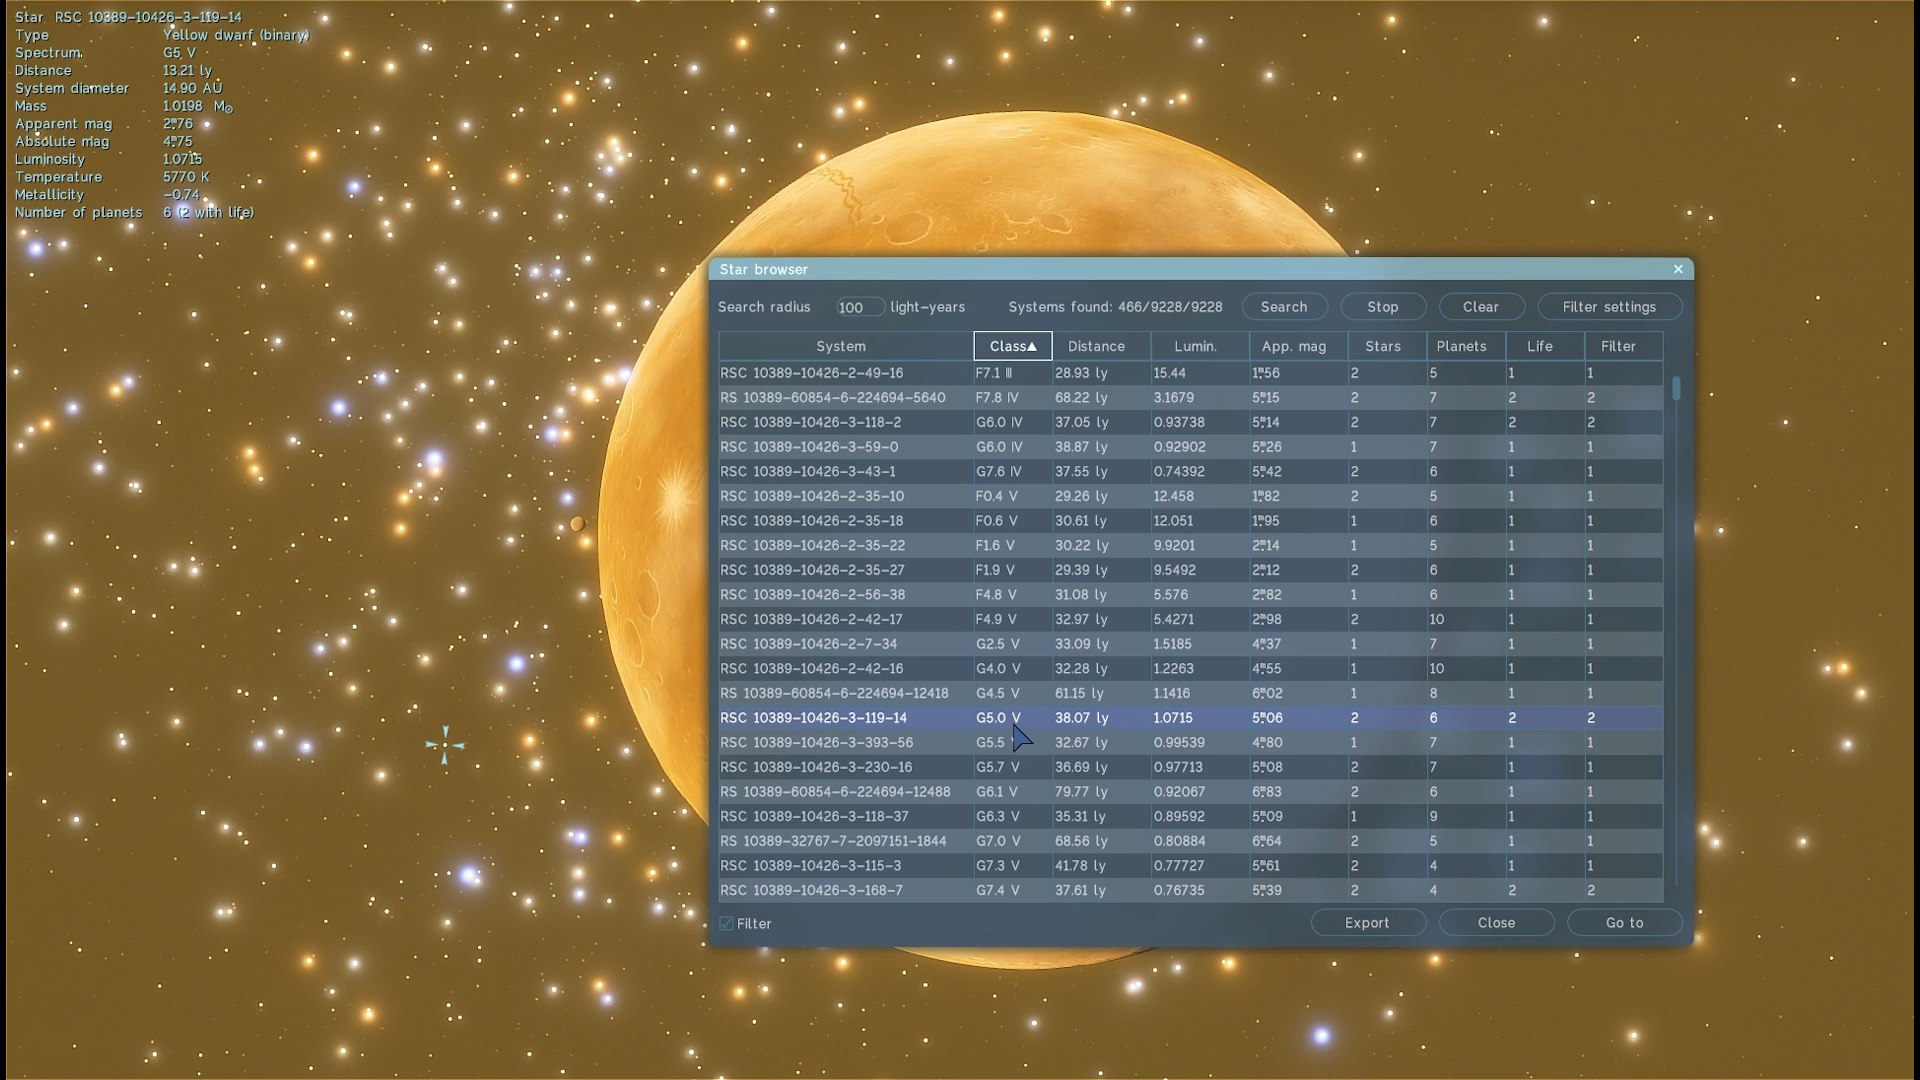 Star RSC 10389-10426-3-119-14
Type Yellow dwarf (binary)
Spectrum G5 V
Distance 13.21 ly
System diameter 14.90 AU
Mass 1.0198 M☉
Apparent mag 2ᵐ.76
Absolute mag 4ᵐ.75
Luminosity 1.0715
Temperature 5770 K
Metallicity -0.74
Number of planets 6 (2 with life)
Star browser ×
Search radius 100 light-years Systems found: 466/9228/9228 Search Stop Clear Filter settings
System Class▲ Distance Lumin. App. mag Stars Planets Life Filter
RSC 10389-10426-2-49-16 F7.1 III 28.93 ly 15.44 1ᵐ.56 2 5 1 1
RS 10389-60854-6-224694-5640 F7.8 IV 68.22 ly 3.1679 5ᵐ.15 2 7 2 2
RSC 10389-10426-3-118-2 G6.0 IV 37.05 ly 0.93738 5ᵐ.14 2 7 2 2
RSC 10389-10426-3-59-0 G6.0 IV 38.87 ly 0.92902 5ᵐ.26 1 7 1 1
RSC 10389-10426-3-43-1 G7.6 IV 37.55 ly 0.74392 5ᵐ.42 2 6 1 1
RSC 10389-10426-2-35-10 F0.4 V 29.26 ly 12.458 1ᵐ.82 2 5 1 1
RSC 10389-10426-2-35-18 F0.6 V 30.61 ly 12.051 1ᵐ.95 1 6 1 1
RSC 10389-10426-2-35-22 F1.6 V 30.22 ly 9.9201 2ᵐ.14 1 5 1 1
RSC 10389-10426-2-35-27 F1.9 V 29.39 ly 9.5492 2ᵐ.12 2 6 1 1
RSC 10389-10426-2-56-38 F4.8 V 31.08 ly 5.576 2ᵐ.82 1 6 1 1
RSC 10389-10426-2-42-17 F4.9 V 32.97 ly 5.4271 2ᵐ.98 2 10 1 1
RSC 10389-10426-2-7-34 G2.5 V 33.09 ly 1.5185 4ᵐ.37 1 7 1 1
RSC 10389-10426-2-42-16 G4.0 V 32.28 ly 1.2263 4ᵐ.55 1 10 1 1
RS 10389-60854-6-224694-12418 G4.5 V 61.15 ly 1.1416 6ᵐ.02 1 8 1 1
RSC 10389-10426-3-119-14 G5.0 V 38.07 ly 1.0715 5ᵐ.06 2 6 2 2
RSC 10389-10426-3-393-56 G5.5 32.67 ly 0.99539 4ᵐ.80 1 7 1 1
RSC 10389-10426-3-230-16 G5.7 V 36.69 ly 0.97713 5ᵐ.08 2 7 1 1
RS 10389-60854-6-224694-12488 G6.1 V 79.77 ly 0.92067 6ᵐ.83 2 6 1 1
RSC 10389-10426-3-118-37 G6.3 V 35.31 ly 0.89592 5ᵐ.09 1 9 1 1
RS 10389-32767-7-2097151-1844 G7.0 V 68.56 ly 0.80884 6ᵐ.64 2 5 1 1
RSC 10389-10426-3-115-3 G7.3 V 41.78 ly 0.77727 5ᵐ.61 2 4 1 1
RSC 10389-10426-3-168-7 G7.4 V 37.61 ly 0.76735 5ᵐ.39 2 4 2 2
Filter Export Close Go to